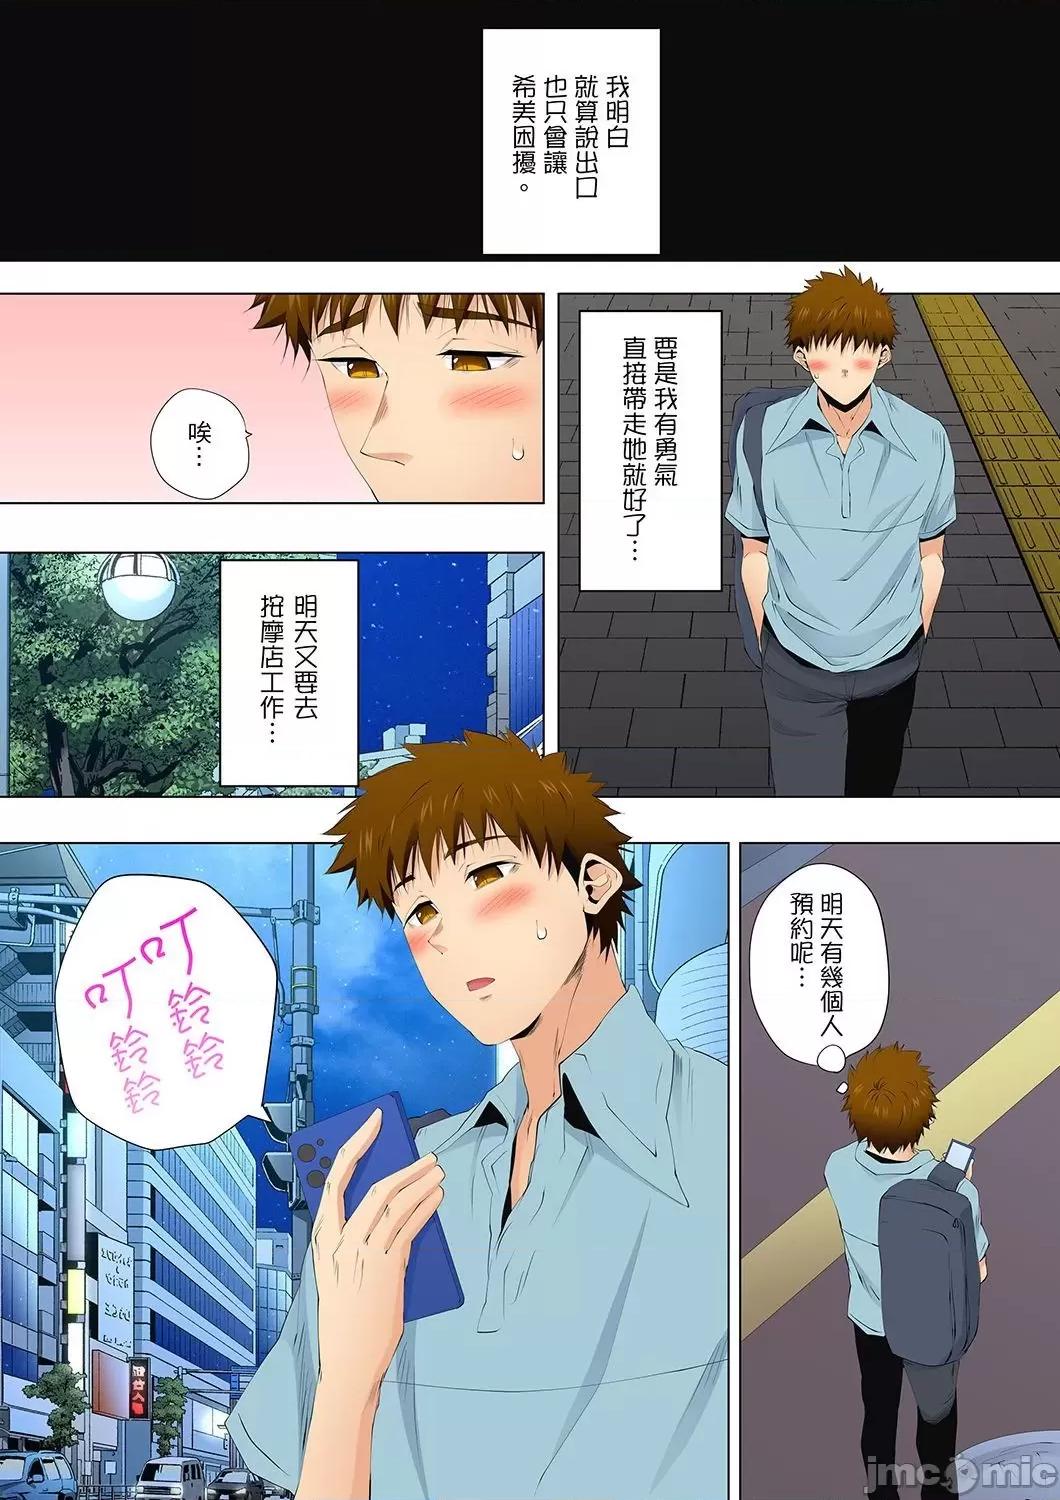 我明白
就算說出口
也只會讓
希美困擾。
要是我有勇氣
直接帶走她就好了…
唉…
明天又要去
按摩店工作…
明天有幾個人
預約呢…
叮鈴鈴
叮鈴鈴
jmcomic